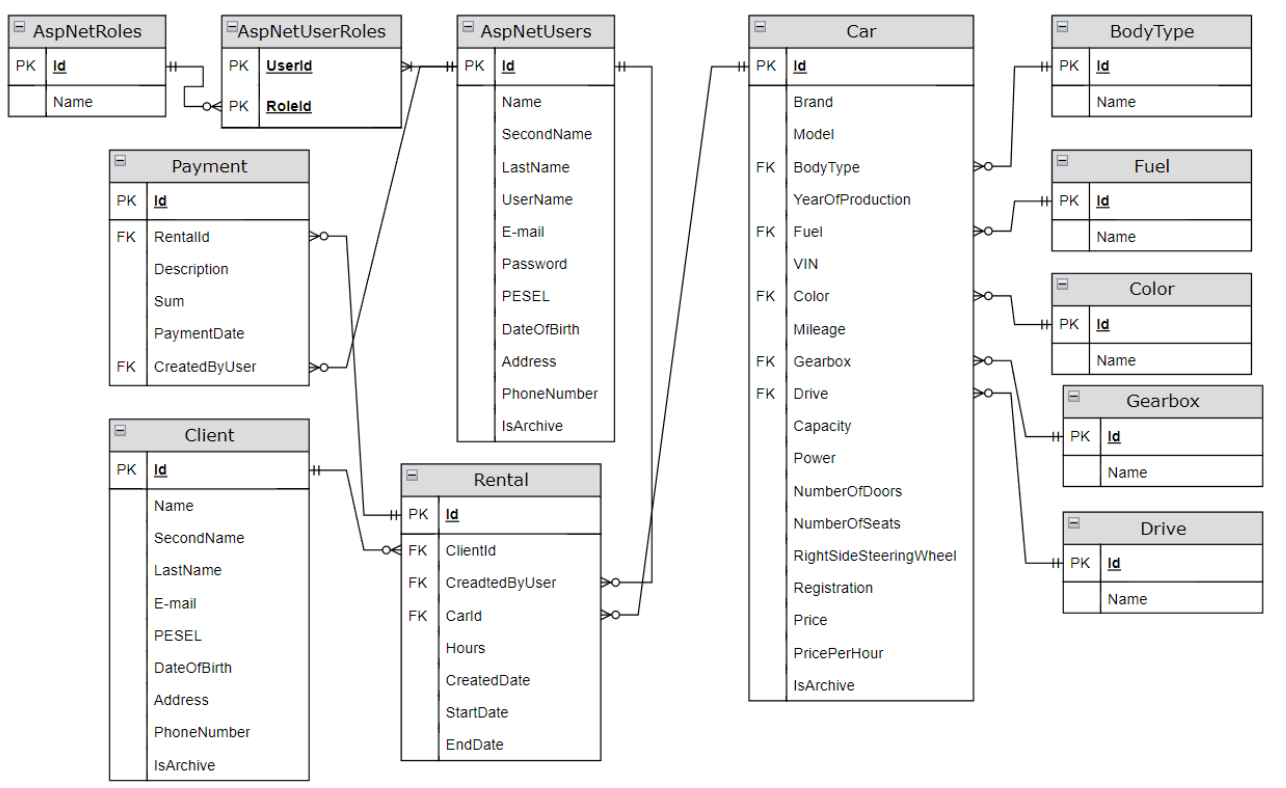 AspNetRoles
PK Id
Name
AspNetUserRoles
PK UserId
PK RoleId
AspNetUsers
PK Id
Name
SecondName
LastName
UserName
E-mail
Password
PESEL
DateOfBirth
Address
PhoneNumber
IsArchive
Car
PK Id
Brand
Model
FK BodyType
YearOfProduction
FK Fuel
VIN
FK Color
Mileage
FK Gearbox
FK Drive
Capacity
Power
NumberOfDoors
NumberOfSeats
RightSideSteeringWheel
Registration
Price
PricePerHour
IsArchive
BodyType
PK Id
Name
Fuel
PK Id
Name
Color
PK Id
Name
Gearbox
PK Id
Name
Drive
PK Id
Name
Payment
PK Id
FK RentalId
Description
Sum
PaymentDate
FK CreatedByUser
Client
PK Id
Name
SecondName
LastName
E-mail
PESEL
DateOfBirth
Address
PhoneNumber
IsArchive
Rental
PK Id
FK ClientId
FK CreadtedByUser
FK CarId
Hours
CreatedDate
StartDate
EndDate